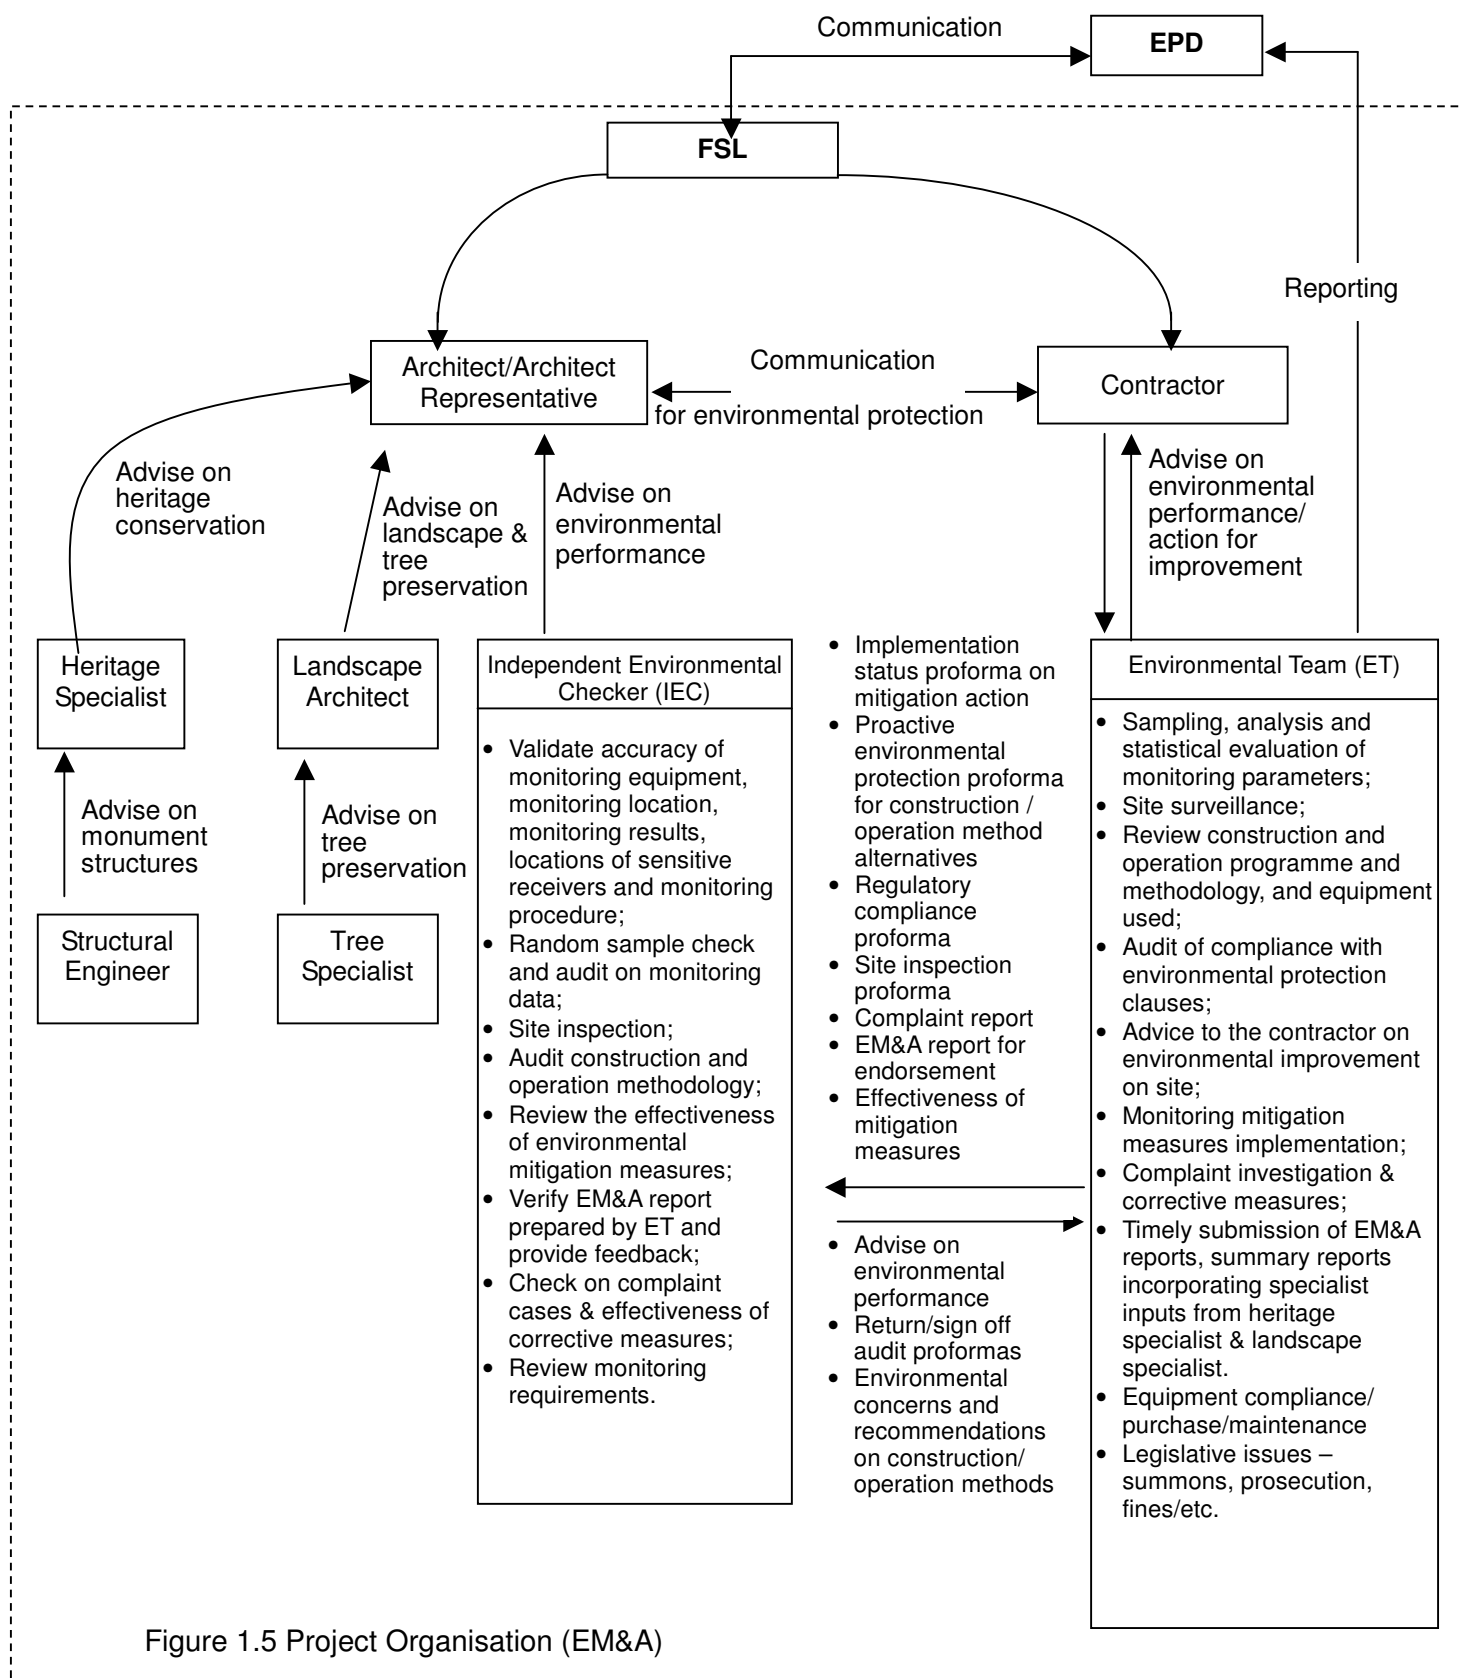 Communication
EPD
FSL
Reporting
Architect/Architect
Representative
Communication
for environmental protection
Contractor
Advise on
heritage
conservation
Advise on
landscape &
tree
preservation
Advise on
environmental
performance
Advise on
environmental
performance/
action for
improvement
Heritage
Specialist
Landscape
Architect
Advise on
monument
structures
Advise on
tree
preservation
Structural
Engineer
Tree
Specialist
Independent Environmental
Checker (IEC)
• Validate accuracy of
monitoring equipment,
monitoring location,
monitoring results,
locations of sensitive
receivers and monitoring
procedure;
• Random sample check
and audit on monitoring
data;
• Site inspection;
• Audit construction and
operation methodology;
• Review the effectiveness
of environmental
mitigation measures;
• Verify EM&A report
prepared by ET and
provide feedback;
• Check on complaint
cases & effectiveness of
corrective measures;
• Review monitoring
requirements.
• Implementation
status proforma on
mitigation action
• Proactive
environmental
protection proforma
for construction /
operation method
alternatives
• Regulatory
compliance
proforma
• Site inspection
proforma
• Complaint report
• EM&A report for
endorsement
• Effectiveness of
mitigation
measures
• Advise on
environmental
performance
• Return/sign off
audit proformas
• Environmental
concerns and
recommendations
on construction/
operation methods
Environmental Team (ET)
• Sampling, analysis and
statistical evaluation of
monitoring parameters;
• Site surveillance;
• Review construction and
operation programme and
methodology, and equipment
used;
• Audit of compliance with
environmental protection
clauses;
• Advice to the contractor on
environmental improvement
on site;
• Monitoring mitigation
measures implementation;
• Complaint investigation &
corrective measures;
• Timely submission of EM&A
reports, summary reports
incorporating specialist
inputs from heritage
specialist & landscape
specialist.
• Equipment compliance/
purchase/maintenance
• Legislative issues –
summons, prosecution,
fines/etc.
Figure 1.5 Project Organisation (EM&A)